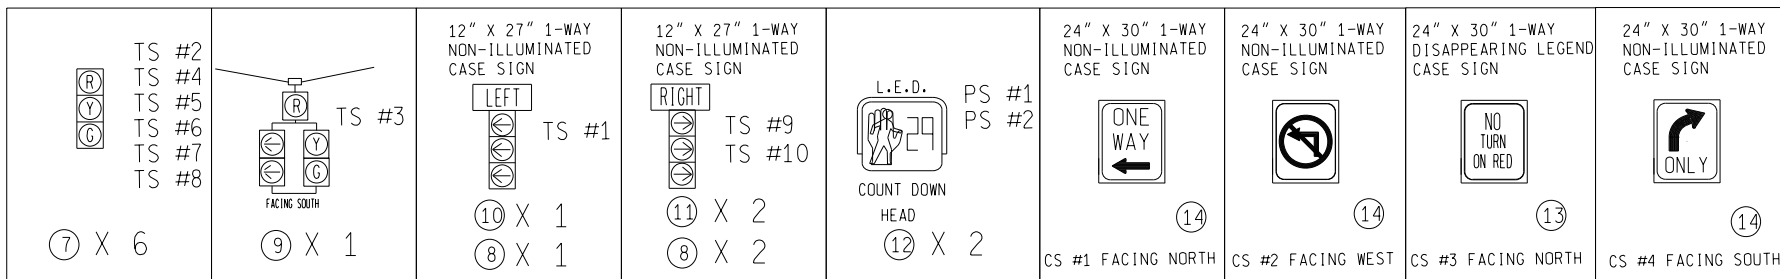 TS #2
TS #4
TS #5
TS #6
TS #7
TS #8
R
Y
G
7 X 6
R
Y
G
TS #3
FACING SOUTH
9 X 1
12" X 27" 1-WAY
NON-ILLUMINATED
CASE SIGN
LEFT
TS #1
10 X 1
8 X 1
12" X 27" 1-WAY
NON-ILLUMINATED
CASE SIGN
RIGHT
TS #9
TS #10
11 X 2
8 X 2
L.E.D.
29
PS #1
PS #2
COUNT DOWN
HEAD
12 X 2
24" X 30" 1-WAY
NON-ILLUMINATED
CASE SIGN
ONE
WAY
14
CS #1 FACING NORTH
24" X 30" 1-WAY
NON-ILLUMINATED
CASE SIGN
14
CS #2 FACING WEST
24" X 30" 1-WAY
DISAPPEARING LEGEND
CASE SIGN
NO
TURN
ON RED
13
CS #3 FACING NORTH
24" X 30" 1-WAY
NON-ILLUMINATED
CASE SIGN
ONLY
14
CS #4 FACING SOUTH